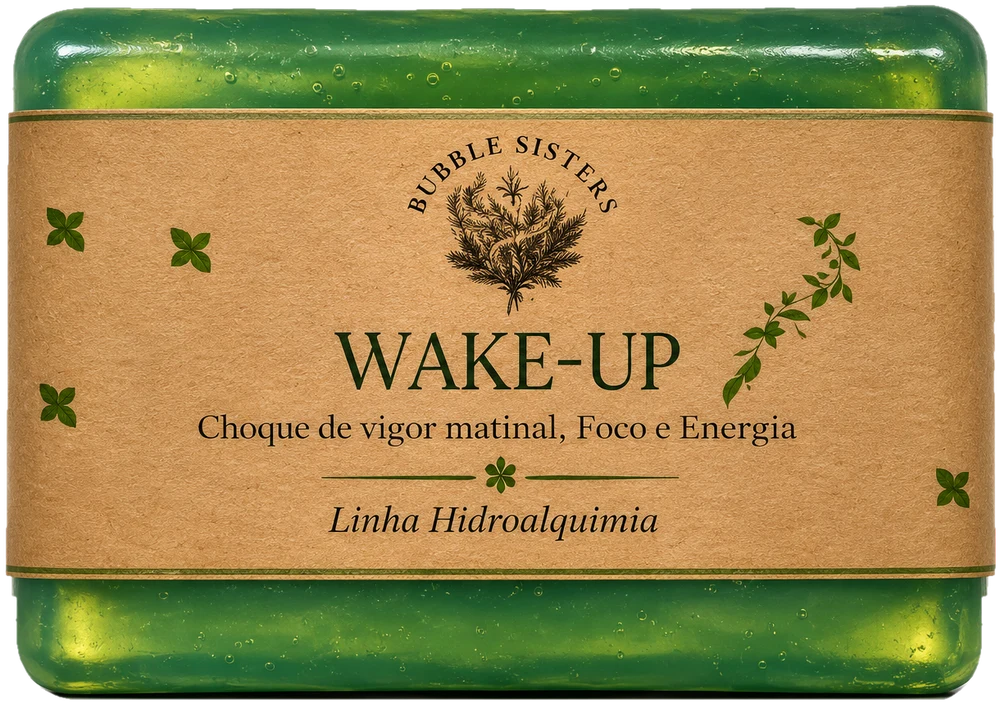 BUBBLE SISTERS
WAKE-UP
Choque de vigor matinal, Foco e Energia
Linha Hidroalquimia